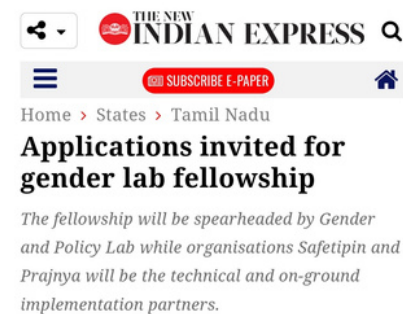 THE NEW
INDIAN EXPRESS
SUBSCRIBE E-PAPER
Home > States > Tamil Nadu
Applications invited for
gender lab fellowship
The fellowship will be spearheaded by Gender
and Policy Lab while organisations Safetipin and
Prajnya will be the technical and on-ground
implementation partners.